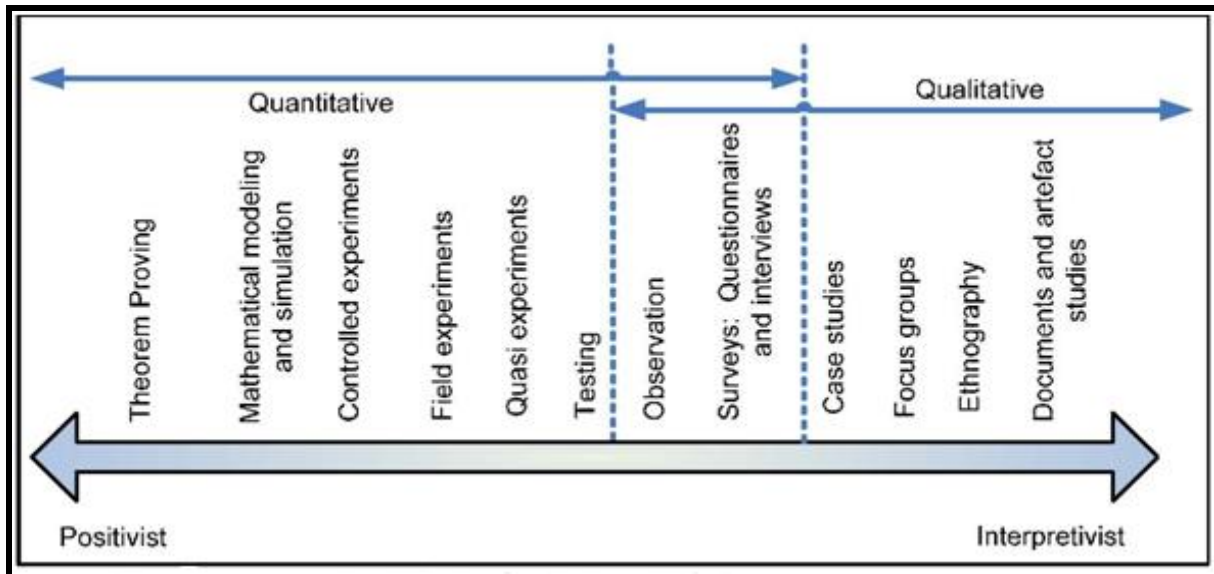 Quantitative
Qualitative
Theorem Proving
Mathematical modeling
and simulation
Controlled experiments
Field experiments
Quasi experiments
Testing
Observation
Surveys: Questionnaires
and interviews
Case studies
Focus groups
Ethnography
Documents and artefact
studies
Positivist
Interpretivist